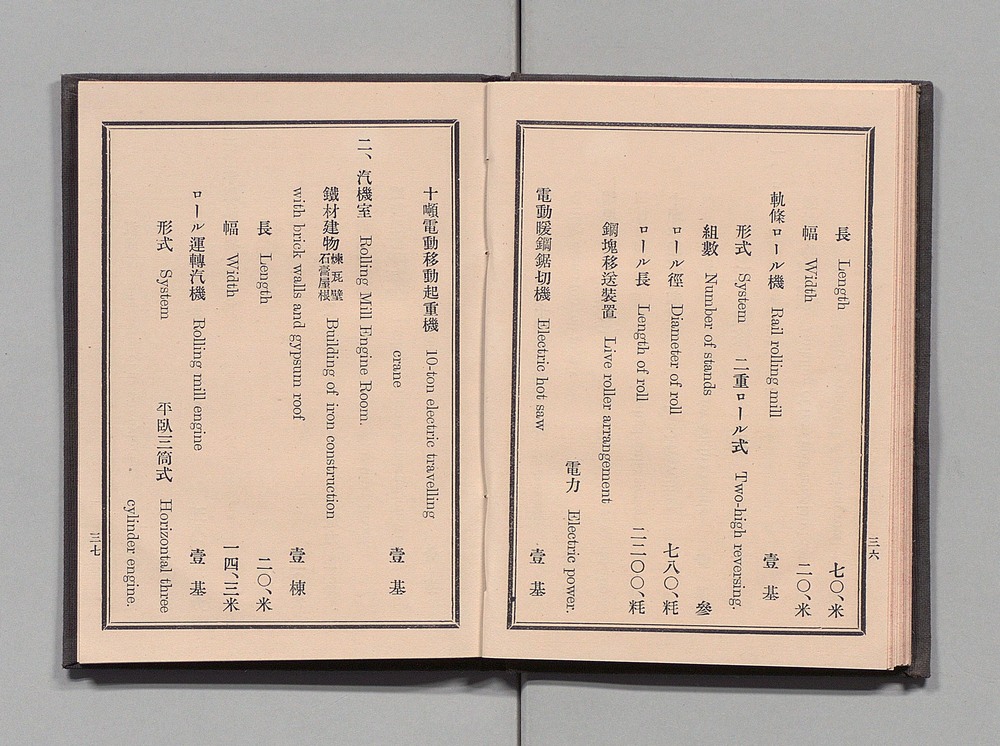 長 Length 七〇、米
幅 Width 二〇、米
軌條ロール機 Rail rolling mill 壹基
形式 System 二重ロール式 Two-high reversing.
組數 Number of stands 參
ロール徑 Diameter of roll 七八〇、粍
ロール長 Length of roll 二二〇〇、粍
鋼塊移送裝置 Live roller arrangement
電力 Electric power.
電動暖鋼鋸切機 Electric hot saw 壹基
三六
十噸電動移動起重機 10-ton electric travelling
crane 壹基
二、汽機室 Rolling Mill Engine Room.
鐵材建物煉瓦壁石膏屋根 Building of iron construction
with brick walls and gypsum roof 壹棟
長 Length 二〇、米
幅 Width 一四、三米
ロール運轉汽機 Rolling mill engine 壹基
形式 System 平臥三筒式 Horizontal three
cylinder engine.
三七